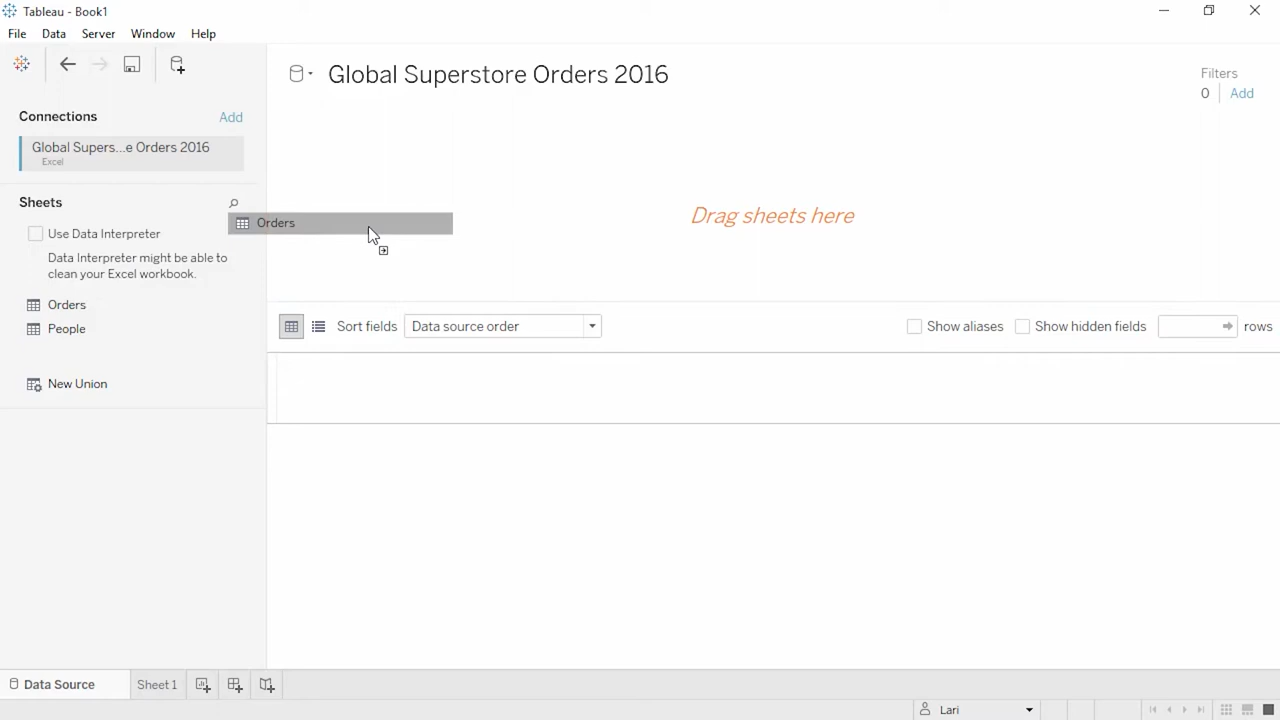 Tableau - Book1
File Data Server Window Help
Global Superstore Orders 2016
Filters
0 Add
Connections Add
Global Supers...e Orders 2016
Excel
Sheets
Orders
Use Data Interpreter
Data Interpreter might be able to
clean your Excel workbook.
Orders
People
New Union
Drag sheets here
Sort fields Data source order Show aliases Show hidden fields rows
Data Source Sheet 1
Lari